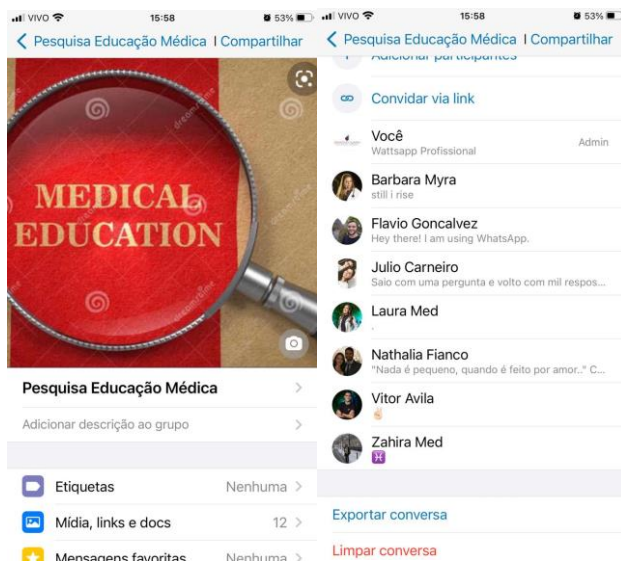 VIVO 15:58 53%
Pesquisa Educação Médica I Compartilhar
dreamstime
MEDICAL
EDUCATION
Pesquisa Educação Médica
Adicionar descrição ao grupo
Etiquetas Nenhuma
Mídia, links e docs 12
Mensagens favoritas Nenhuma
VIVO 15:58 53%
Pesquisa Educação Médica I Compartilhar
Adicionar participantes
Convidar via link
Você Admin
Wattsapp Profissional
Barbara Myra
still i rise
Flavio Goncalvez
Hey there! I am using WhatsApp.
Julio Carneiro
Saio com uma pergunta e volto com mil respos...
Laura Med
.
Nathalia Fianco
"Nada é pequeno, quando é feito por amor.." C...
Vitor Avila
✌🏻
Zahira Med
♓
Exportar conversa
Limpar conversa